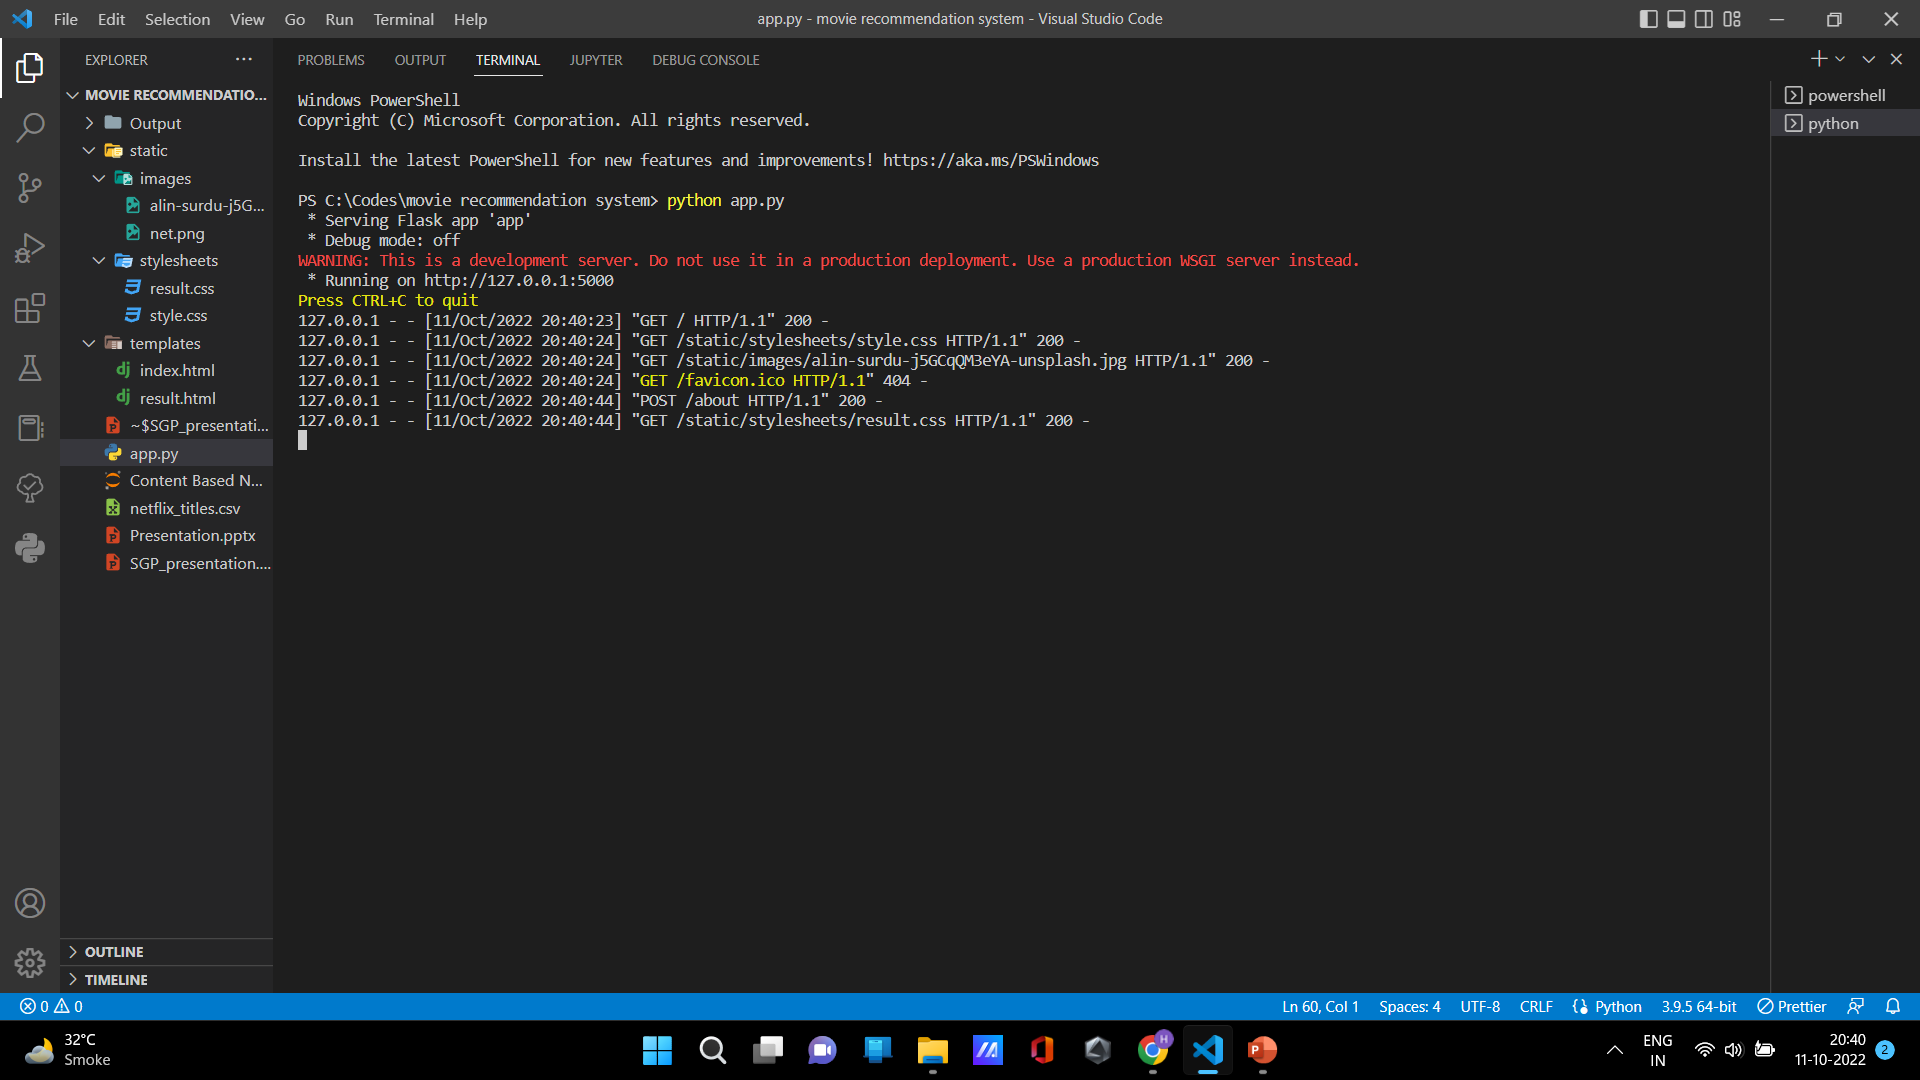 File Edit Selection View Go Run Terminal Help
app.py - movie recommendation system - Visual Studio Code
EXPLORER
MOVIE RECOMMENDATIO...
Output
static
images
alin-surdu-j5G...
net.png
stylesheets
result.css
style.css
templates
index.html
result.html
~$SGP_presentati...
app.py
Content Based N...
netflix_titles.csv
Presentation.pptx
SGP_presentation....
OUTLINE
TIMELINE
PROBLEMS OUTPUT TERMINAL JUPYTER DEBUG CONSOLE
Windows PowerShell
Copyright (C) Microsoft Corporation. All rights reserved.
Install the latest PowerShell for new features and improvements! https://aka.ms/PSWindows
PS C:\Codes\movie recommendation system> python app.py
* Serving Flask app 'app'
* Debug mode: off
WARNING: This is a development server. Do not use it in a production deployment. Use a production WSGI server instead.
* Running on http://127.0.0.1:5000
Press CTRL+C to quit
127.0.0.1 - - [11/Oct/2022 20:40:23] "GET / HTTP/1.1" 200 -
127.0.0.1 - - [11/Oct/2022 20:40:24] "GET /static/stylesheets/style.css HTTP/1.1" 200 -
127.0.0.1 - - [11/Oct/2022 20:40:24] "GET /static/images/alin-surdu-j5GCqQM3eYA-unsplash.jpg HTTP/1.1" 200 -
127.0.0.1 - - [11/Oct/2022 20:40:24] "GET /favicon.ico HTTP/1.1" 404 -
127.0.0.1 - - [11/Oct/2022 20:40:44] "POST /about HTTP/1.1" 200 -
127.0.0.1 - - [11/Oct/2022 20:40:44] "GET /static/stylesheets/result.css HTTP/1.1" 200 -
powershell
python
0 0
Ln 60, Col 1 Spaces: 4 UTF-8 CRLF Python 3.9.5 64-bit Prettier
32°C
Smoke
H
ENG
IN
20:40
11-10-2022
2